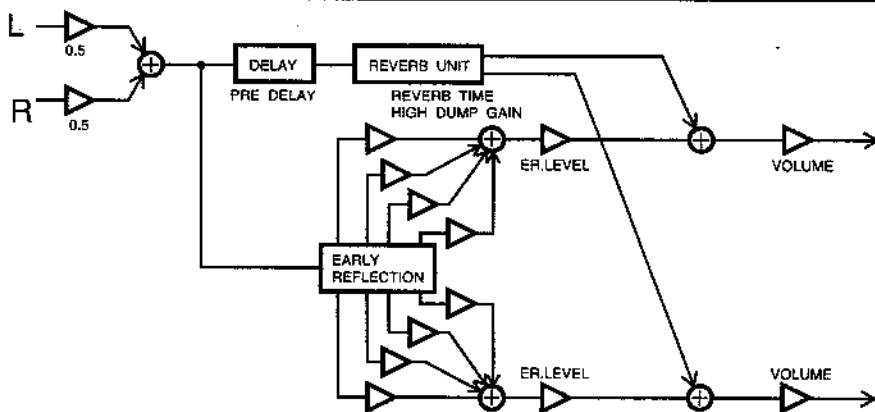 L
0.5
R
0.5
DELAY
PRE DELAY
REVERB UNIT
REVERB TIME
HIGH DUMP GAIN
ER.LEVEL
VOLUME
EARLY
REFLECTION
ER.LEVEL
VOLUME